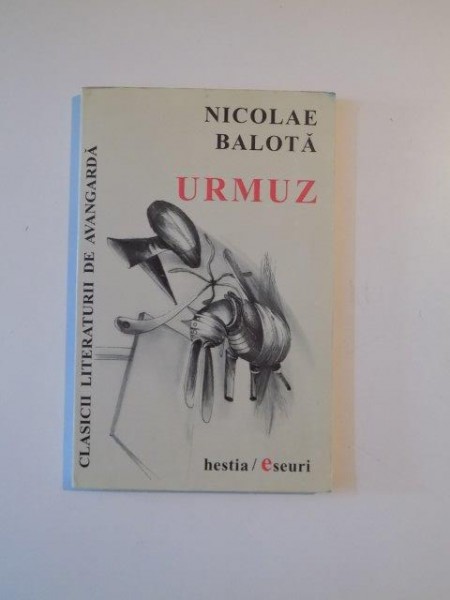 NICOLAE
BALOTĂ
URMUZ
CLASICII LITERATURII DE AVANGARDĂ
hestia / eseuri